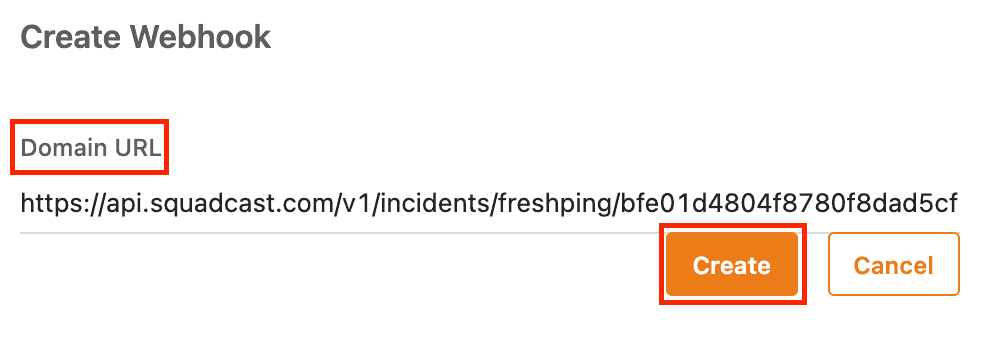 Create Webhook
Domain URL
https://api.squadcast.com/v1/incidents/freshping/bfe01d4804f8780f8dad5cf
Create
Cancel